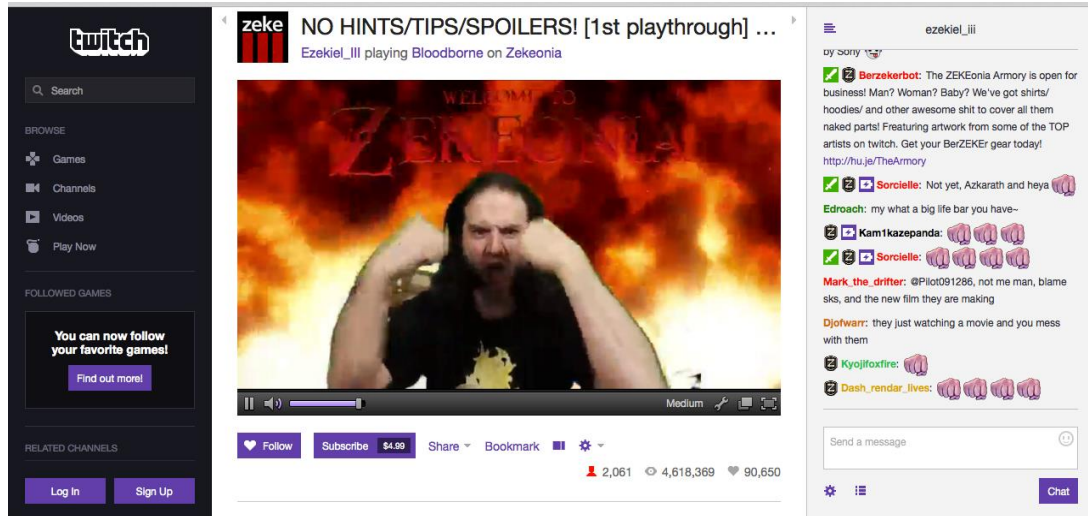 twitch
Search
BROWSE
Games
Channels
Videos
Play Now
FOLLOWED GAMES
You can now follow
your favorite games!
Find out more!
RELATED CHANNELS
Log In
Sign Up
zeke
III
NO HINTS/TIPS/SPOILERS! [1st playthrough] ...
Ezekiel_III playing Bloodborne on Zekeonia
WELCOME TO
ZEKEONIA
Medium
Follow
Subscribe $4.99
Share
Bookmark
2,061 4,618,369 90,650
ezekiel_iii
by Sony
Berzekerbot: The ZEKEonia Armory is open for
business! Man? Woman? Baby? We've got shirts/
hoodies/ and other awesome shit to cover all them
naked parts! Freaturing artwork from some of the TOP
artists on twitch. Get your BerZEKEr gear today!
http://hu.je/TheArmory
Sorcielle: Not yet, Azkarath and heya
Edroach: my what a big life bar you have~
Kam1kazepanda:
Sorcielle:
Mark_the_drifter: @Pilot091286, not me man, blame
sks, and the new film they are making
Djofwarr: they just watching a movie and you mess
with them
Kyojifoxfire:
Dash_rendar_lives:
Send a message
Chat